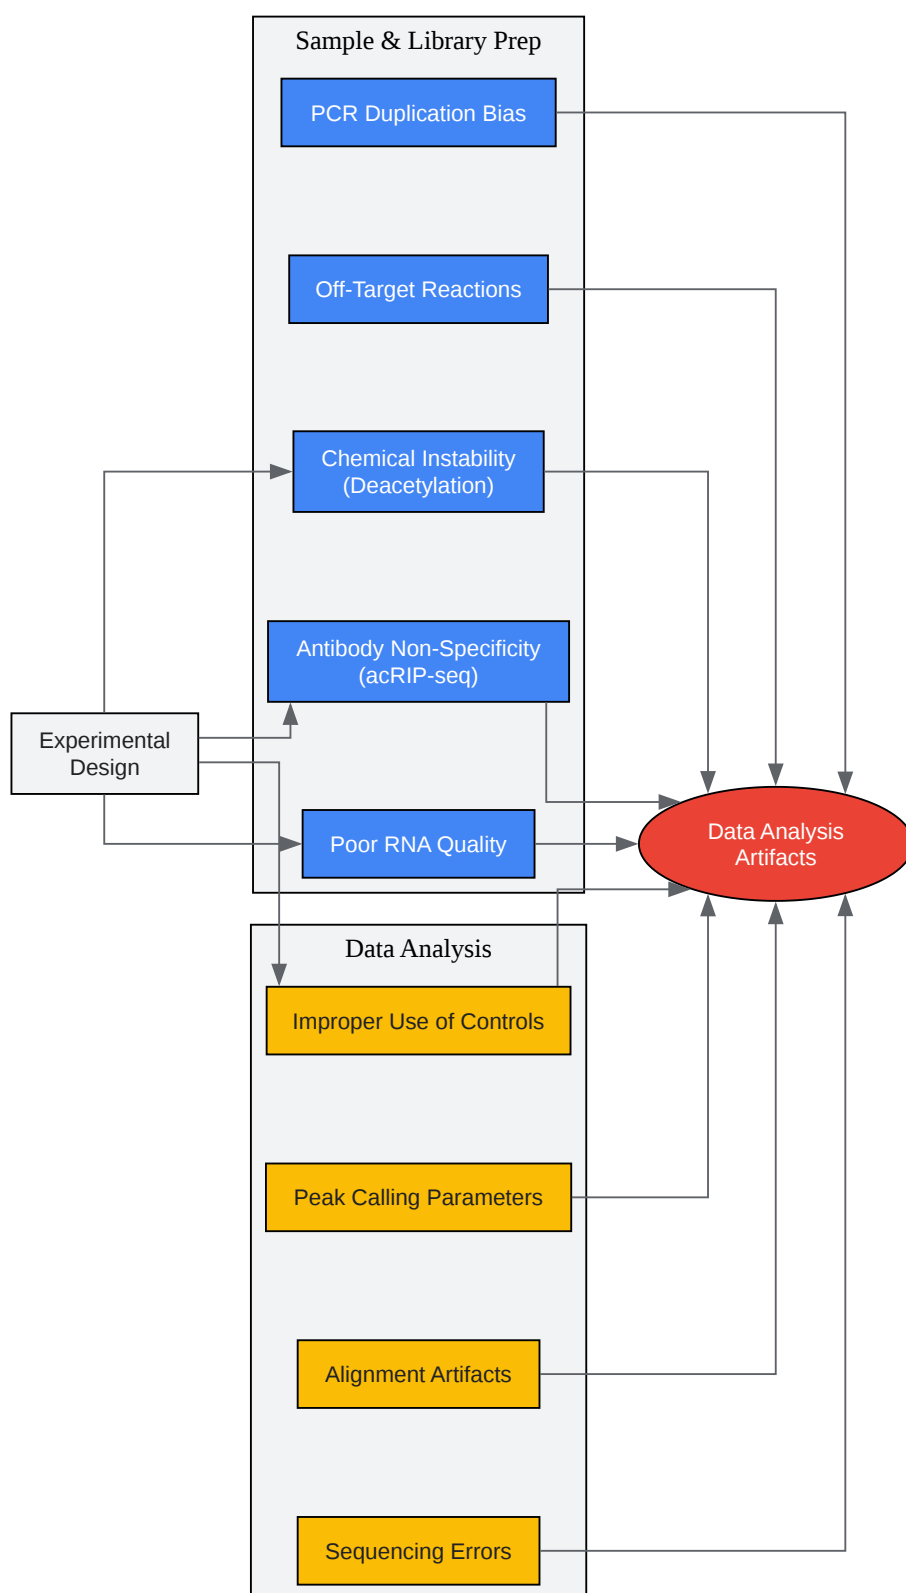 Sample & Library Prep
PCR Duplication Bias
Off-Target Reactions
Chemical Instability
(Deacetylation)
Antibody Non-Specificity
(acRIP-seq)
Experimental
Design
Poor RNA Quality
Data Analysis
Artifacts
Data Analysis
Improper Use of Controls
Peak Calling Parameters
Alignment Artifacts
Sequencing Errors